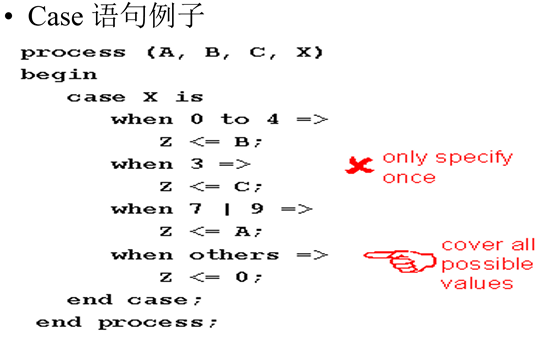 • Case 语句例子
process (A, B, C, X)
begin
case X is
when 0 to 4 =>
Z <= B;
when 3 =>
only specify once
Z <= C;
when 7 | 9 =>
Z <= A;
when others =>
cover all possible values
Z <= 0;
end case;
end process;